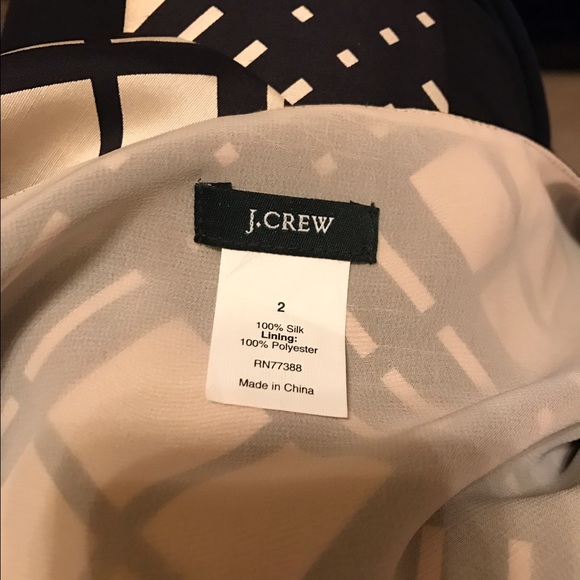 J.CREW
2
100% Silk
Lining:
100% Polyester
RN77388
Made in China